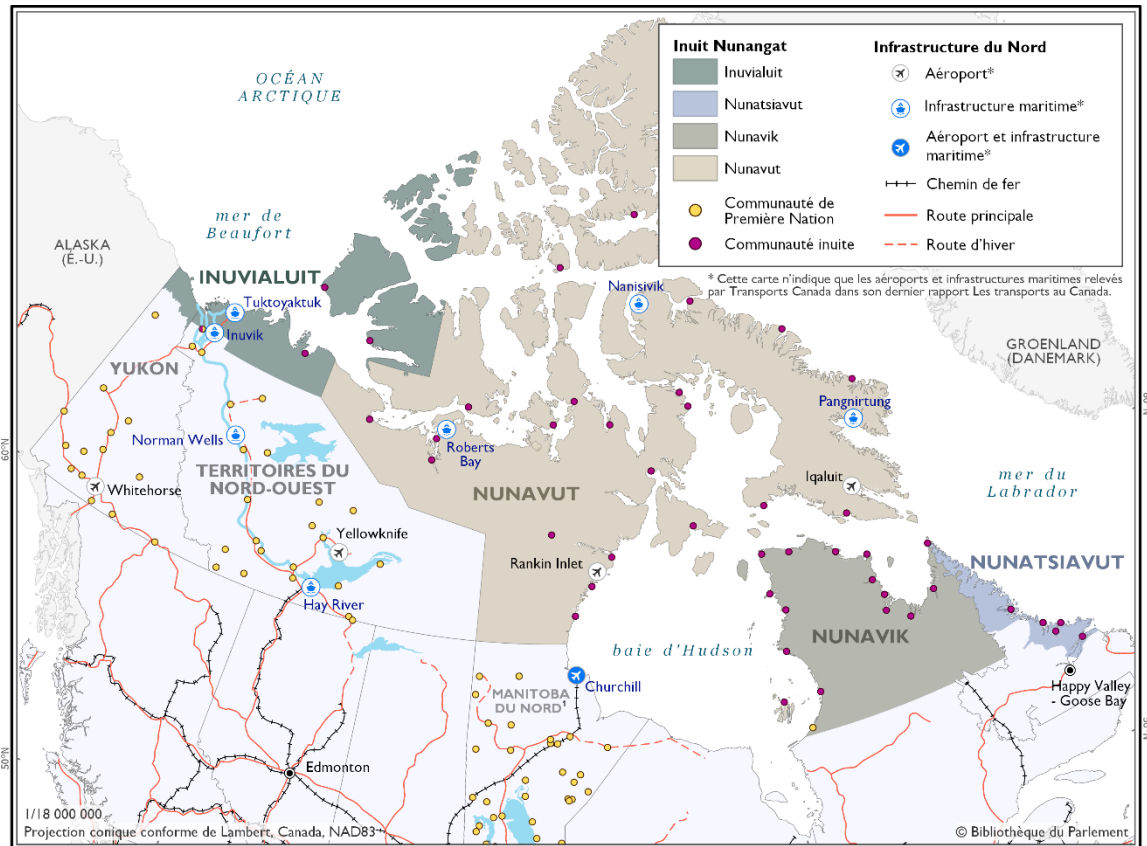 Inuit Nunangat
Inuvialuit
Nunatsiavut
Nunavik
Nunavut
Communauté de
Première Nation
Communauté inuite
Infrastructure du Nord
Aéroport*
Infrastructure maritime*
Aéroport et infrastructure
maritime*
Chemin de fer
Route principale
Route d'hiver
* Cette carte n'indique que les aéroports et infrastructures maritimes relevés
par Transports Canada dans son dernier rapport Les transports au Canada.
OCÉAN
ARCTIQUE
mer de
Beaufort
ALASKA
(É.-U.)
INUVIALUIT
Tuktoyaktuk
Inuvik
Nanisivik
GROENLAND
(DANEMARK)
YUKON
Pangnirtung
60°N
Norman Wells
Roberts
Bay
TERRITOIRES DU
NORD-OUEST
Whitehorse
NUNAVUT
Iqaluit
mer du
Labrador
Yellowknife
Rankin Inlet
NUNATSIAVUT
Hay River
NUNAVIK
baie d'Hudson
MANITOBA
DU NORD¹
Churchill
Happy Valley
- Goose Bay
50°N
Edmonton
1/18 000 000
Projection conique conforme de Lambert, Canada, NAD83
© Bibliothèque du Parlement